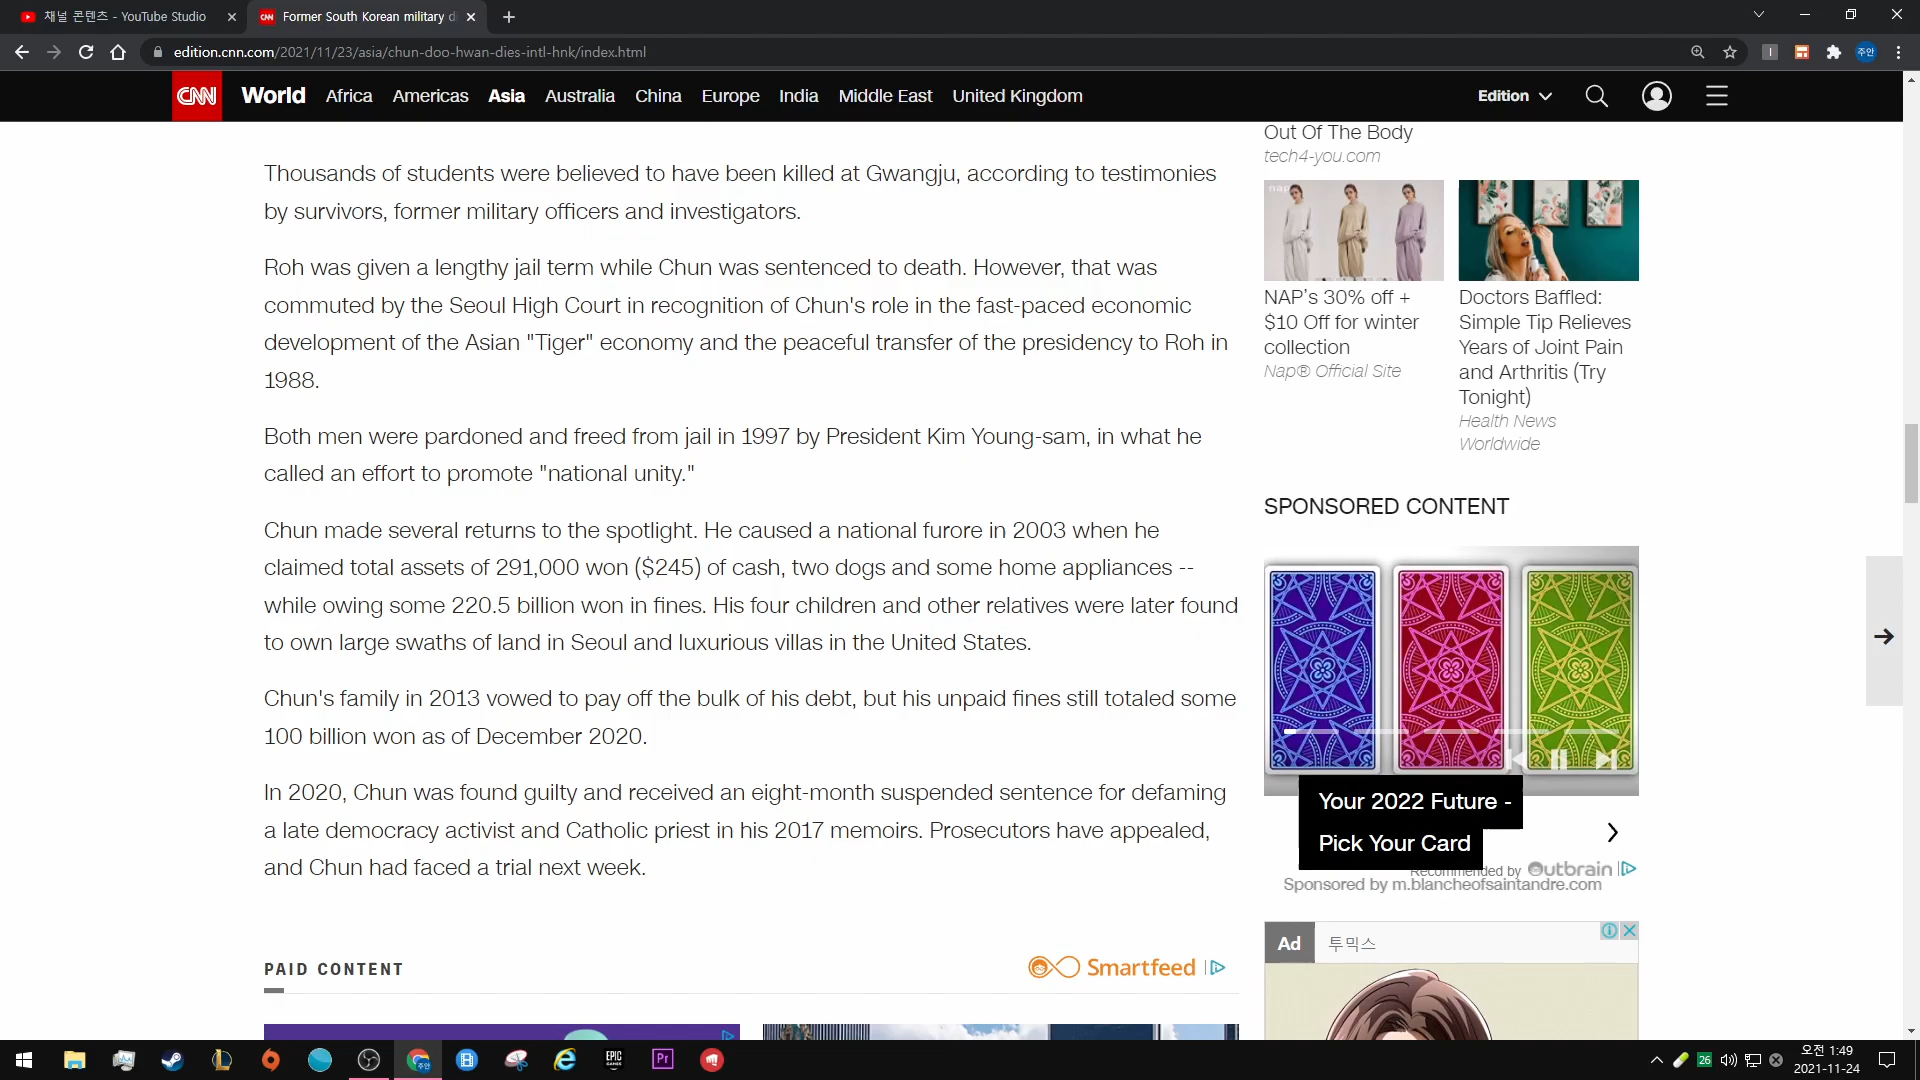 채널 콘텐츠 - YouTube Studio
CNN
Former South Korean military d
edition.cnn.com/2021/11/23/asia/chun-doo-hwan-dies-intl-hnk/index.html
주안
CNN World Africa Americas Asia Australia China Europe India Middle East United Kingdom Edition
Thousands of students were believed to have been killed at Gwangju, according to testimonies
by survivors, former military officers and investigators.
Roh was given a lengthy jail term while Chun was sentenced to death. However, that was
commuted by the Seoul High Court in recognition of Chun's role in the fast-paced economic
development of the Asian "Tiger" economy and the peaceful transfer of the presidency to Roh in
1988.
Both men were pardoned and freed from jail in 1997 by President Kim Young-sam, in what he
called an effort to promote "national unity."
Chun made several returns to the spotlight. He caused a national furore in 2003 when he
claimed total assets of 291,000 won ($245) of cash, two dogs and some home appliances --
while owing some 220.5 billion won in fines. His four children and other relatives were later found
to own large swaths of land in Seoul and luxurious villas in the United States.
Chun's family in 2013 vowed to pay off the bulk of his debt, but his unpaid fines still totaled some
100 billion won as of December 2020.
In 2020, Chun was found guilty and received an eight-month suspended sentence for defaming
a late democracy activist and Catholic priest in his 2017 memoirs. Prosecutors have appealed,
and Chun had faced a trial next week.
PAID CONTENT
Smartfeed
Out Of The Body
tech4-you.com
nap
NAP's 30% off +
$10 Off for winter
collection
Nap® Official Site
Doctors Baffled:
Simple Tip Relieves
Years of Joint Pain
and Arthritis (Try
Tonight)
Health News
Worldwide
SPONSORED CONTENT
Your 2022 Future -
Pick Your Card
Recommended by Outbrain
Sponsored by m.blancheofsaintandre.com
Ad 투믹스
주안
EPIC
GAMES
Pr
26
오전 1:49
2021-11-24